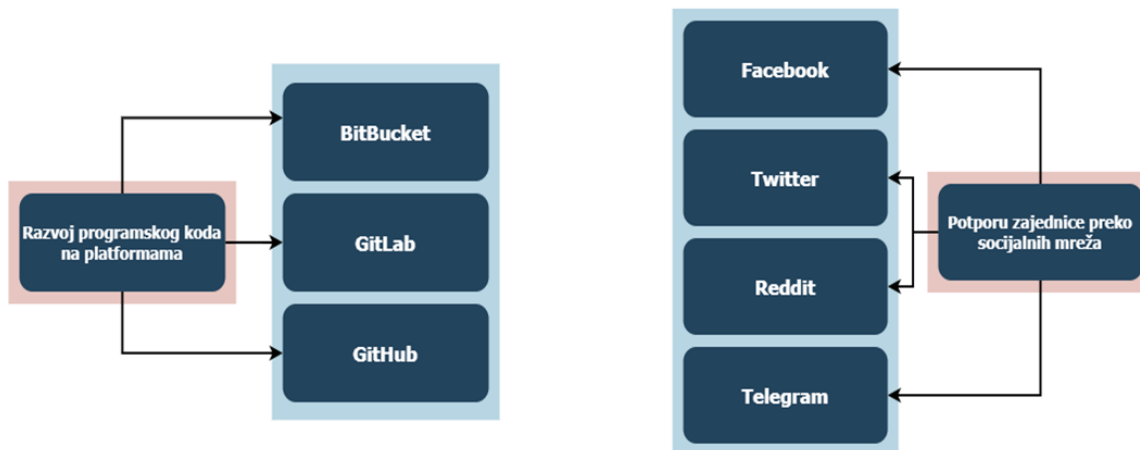 Razvoj programskog koda
na platformama
BitBucket
GitLab
GitHub
Facebook
Twitter
Reddit
Telegram
Potporu zajednice preko
socijalnih mreža